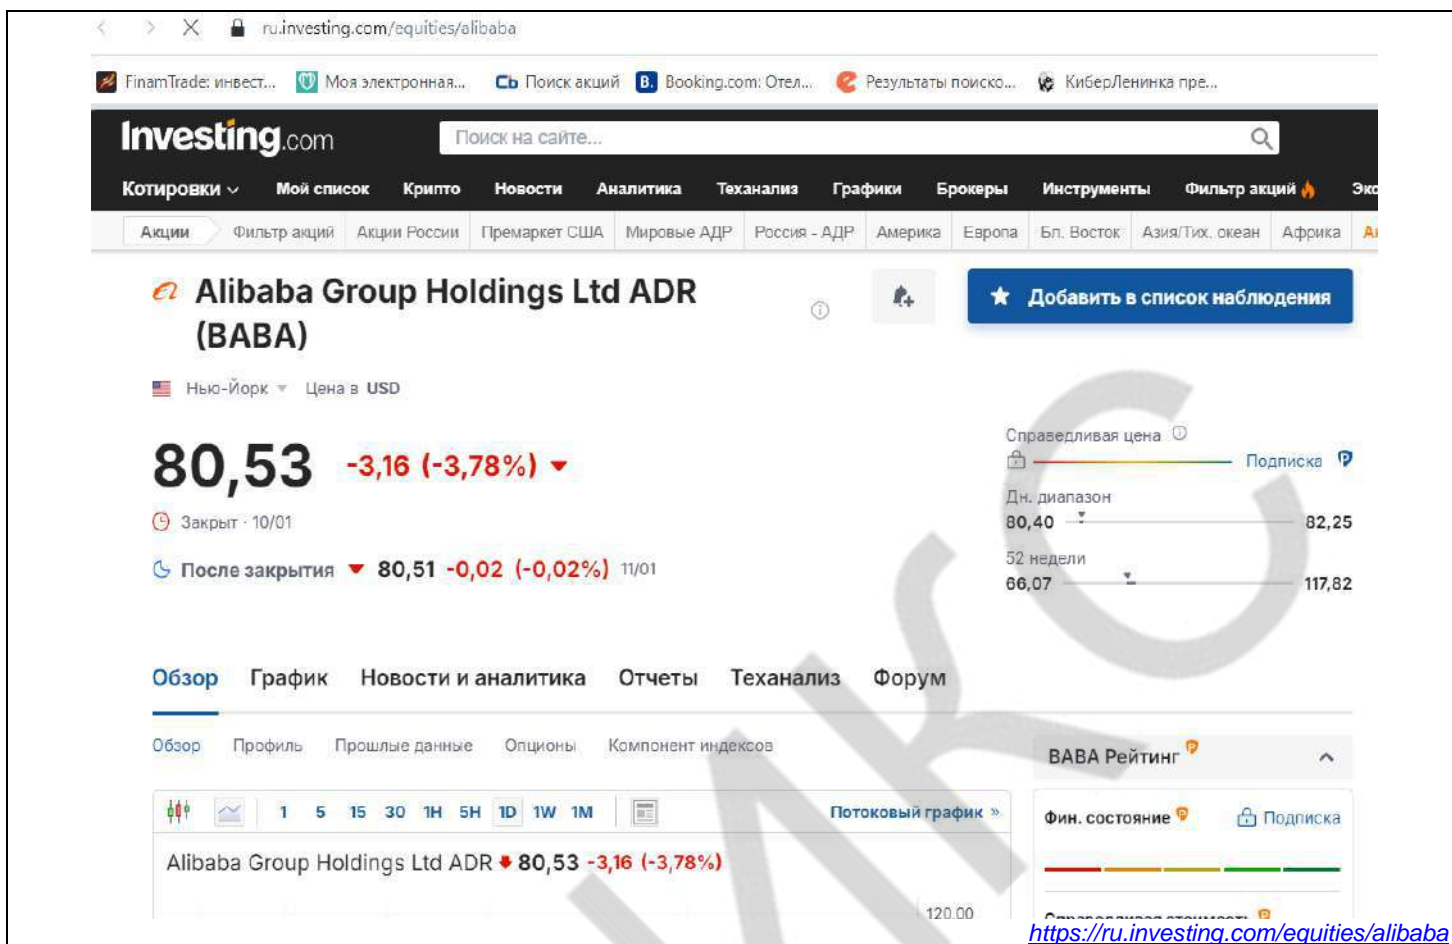 ru.investing.com/equities/alibaba
FinamTrade: инвест... Моя электронная... Сь Поиск акций B. Booking.com: Отел... Результаты поиско... КиберЛенинка пре...
Investing.com Поиск на сайте...
Котировки Мой список Крипто Новости Аналитика Теханализ Графики Брокеры Инструменты Фильтр акций Эко
Акции Фильтр акций Акции России Премаркет США Мировые АДР Россия - АДР Америка Европа Бл. Восток Азия/Тих. океан Африка
Alibaba Group Holdings Ltd ADR
(BABA)
Добавить в список наблюдения
Нью-Йорк Цена в USD
80,53 -3,16 (-3,78%)
Закрыт · 10/01
После закрытия 80,51 -0,02 (-0,02%) 11/01
Справедливая цена
Подписка
Дн. диапазон
80,40 82,25
52 недели
66,07 117,82
Обзор График Новости и аналитика Отчеты Теханализ Форум
Обзор Профиль Прошлые данные Опционы Компонент индексов
BABA Рейтинг
1 5 15 30 1H 5H 1D 1W 1M Потоковый график »
Фин. состояние Подписка
Alibaba Group Holdings Ltd ADR 80,53 -3,16 (-3,78%)
120.00
Справедливая стоимость
ИКС
https://ru.investing.com/equities/alibaba